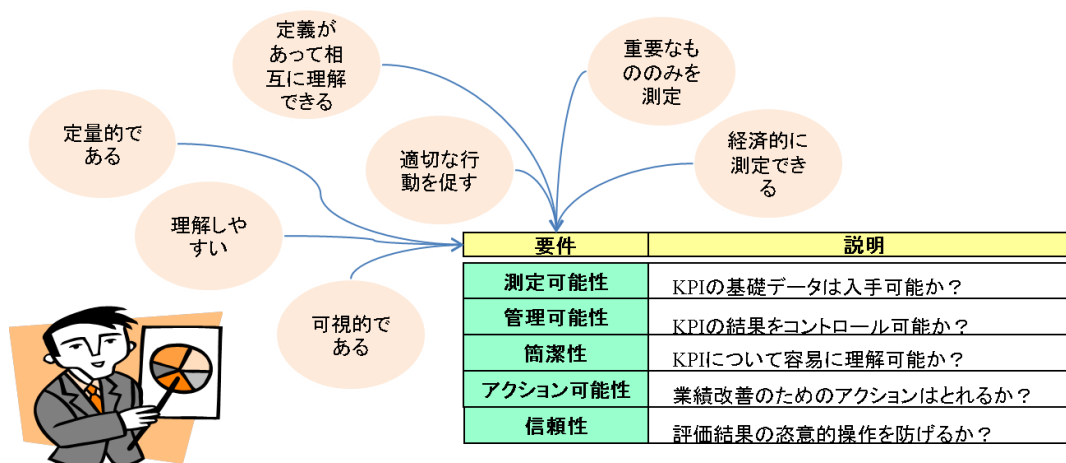 定義が
あって相
互に理解
できる
重要なも
ののみを
測定
定量的で
ある
適切な行
動を促す
経済的に
測定でき
る
理解しや
すい
可視的で
ある
要件 説明
測定可能性 KPIの基礎データは入手可能か？
管理可能性 KPIの結果をコントロール可能か？
簡潔性 KPIについて容易に理解可能か？
アクション可能性 業績改善のためのアクションはとれるか？
信頼性 評価結果の恣意的操作を防げるか？